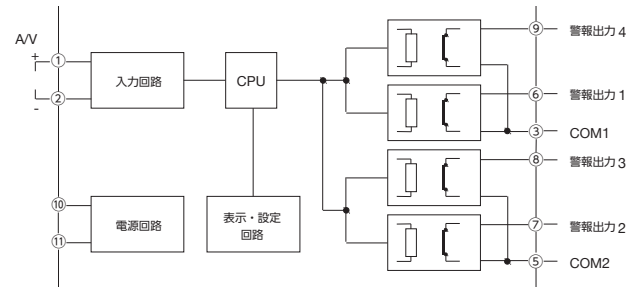 A/V
+
①
②
-
入力回路
CPU
⑩
⑪
電源回路
表示・設定
回路
⑨ 警報出力4
⑥ 警報出力1
③ COM1
⑧ 警報出力3
⑦ 警報出力2
⑤ COM2